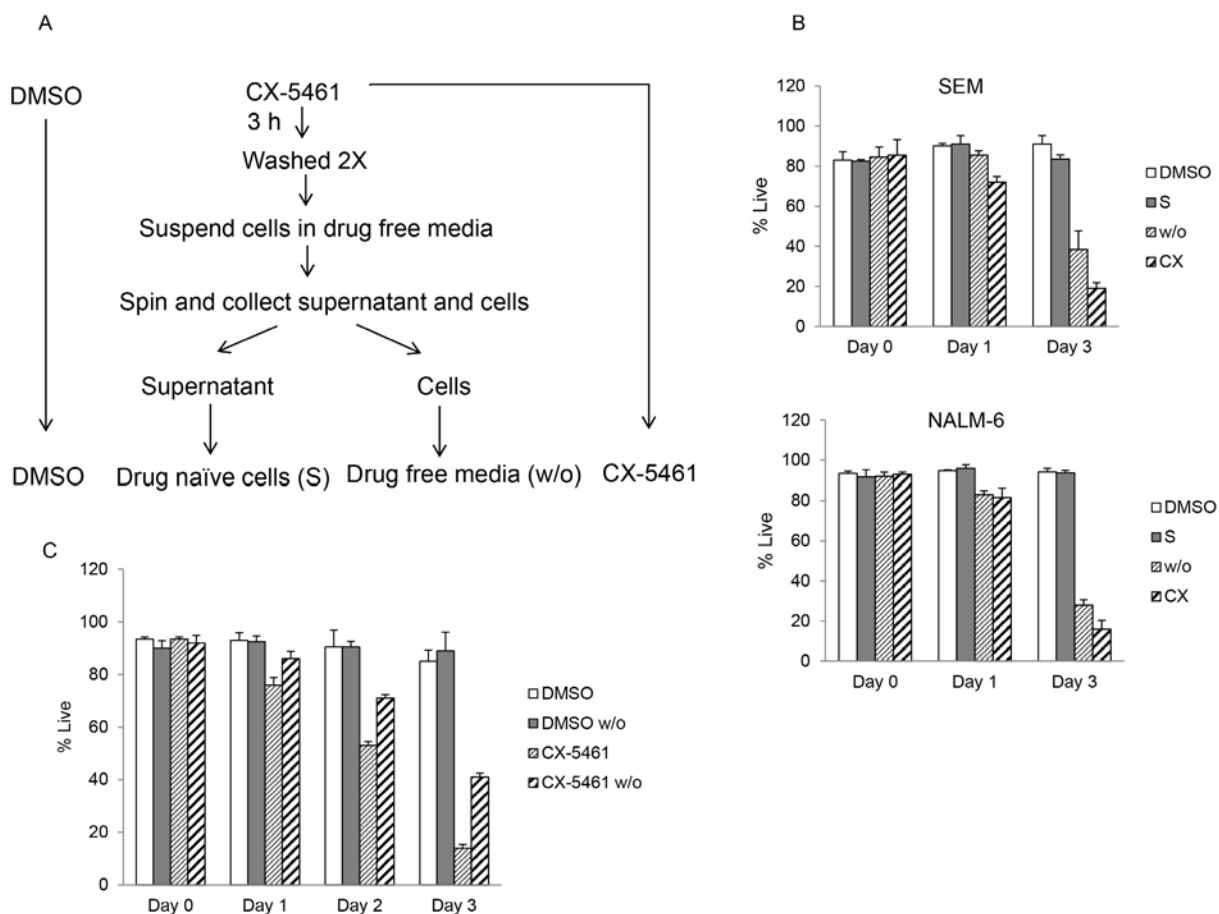 A
DMSO
CX-5461
3 h
Washed 2X
Suspend cells in drug free media
Spin and collect supernatant and cells
Supernatant
Cells
DMSO
Drug naïve cells (S)
Drug free media (w/o)
CX-5461
B
SEM
120
100
80
60
40
20
0
% Live
Day 0
Day 1
Day 3
DMSO
S
w/o
CX
NALM-6
120
100
80
60
40
20
0
% Live
Day 0
Day 1
Day 3
DMSO
S
w/o
CX
C
120
100
80
60
40
20
0
% Live
Day 0
Day 1
Day 2
Day 3
DMSO
DMSO w/o
CX-5461
CX-5461 w/o